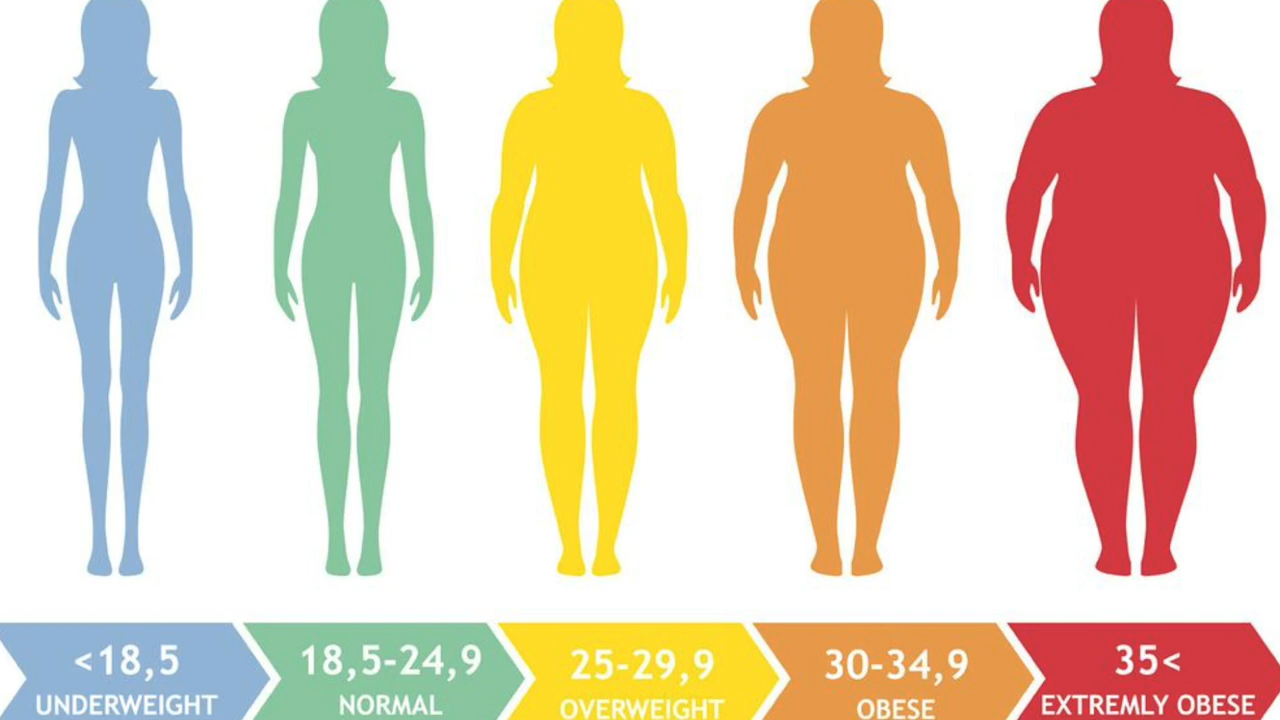 <18,5
UNDERWEIGHT
18,5-24,9
NORMAL
25-29,9
OVERWEIGHT
30-34,9
OBESE
35<
EXTREMLY OBESE